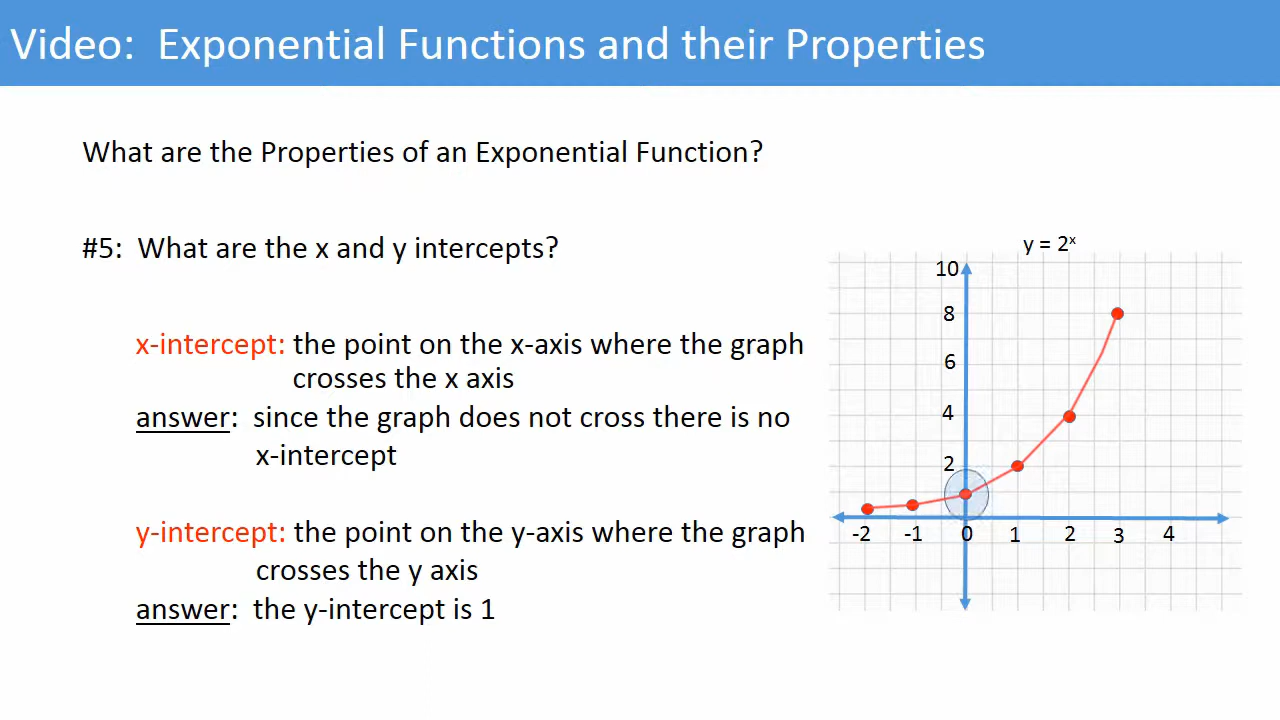 Video: Exponential Functions and their Properties
What are the Properties of an Exponential Function?
#5: What are the x and y intercepts?
x-intercept: the point on the x-axis where the graph
crosses the x axis
answer: since the graph does not cross there is no
x-intercept
y-intercept: the point on the y-axis where the graph
crosses the y axis
answer: the y-intercept is 1
y = 2ˣ
10
8
6
4
2
-2 -1 0 1 2 3 4